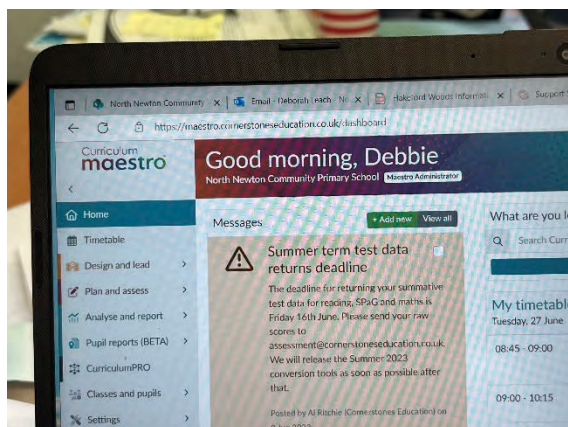 North Newton Community
Email - Deborah Leach - No
Hakeford Woods Informati
Support
https://maestro.cornerstoneseducation.co.uk/dashboard
Curriculum
maestro
Good morning, Debbie
North Newton Community Primary School
Maestro Administrator
Home
Timetable
Design and lead
Plan and assess
Analyse and report
Pupil reports (BETA)
CurriculumPRO
Classes and pupils
Settings
Messages
+ Add new
View all
Summer term test data
returns deadline
The deadline for returning your summative
test data for reading, SPaG and maths is
Friday 16th June. Please send your raw
scores to
assessment@cornerstoneseducation.co.uk.
We will release the Summer 2023
conversion tools as soon as possible after
that.
Posted by Al Ritchie (Cornerstones Education) on
What are you l
Search Curr
My timetabl
Tuesday, 27 June
08:45 - 09:00
09:00 - 10:15